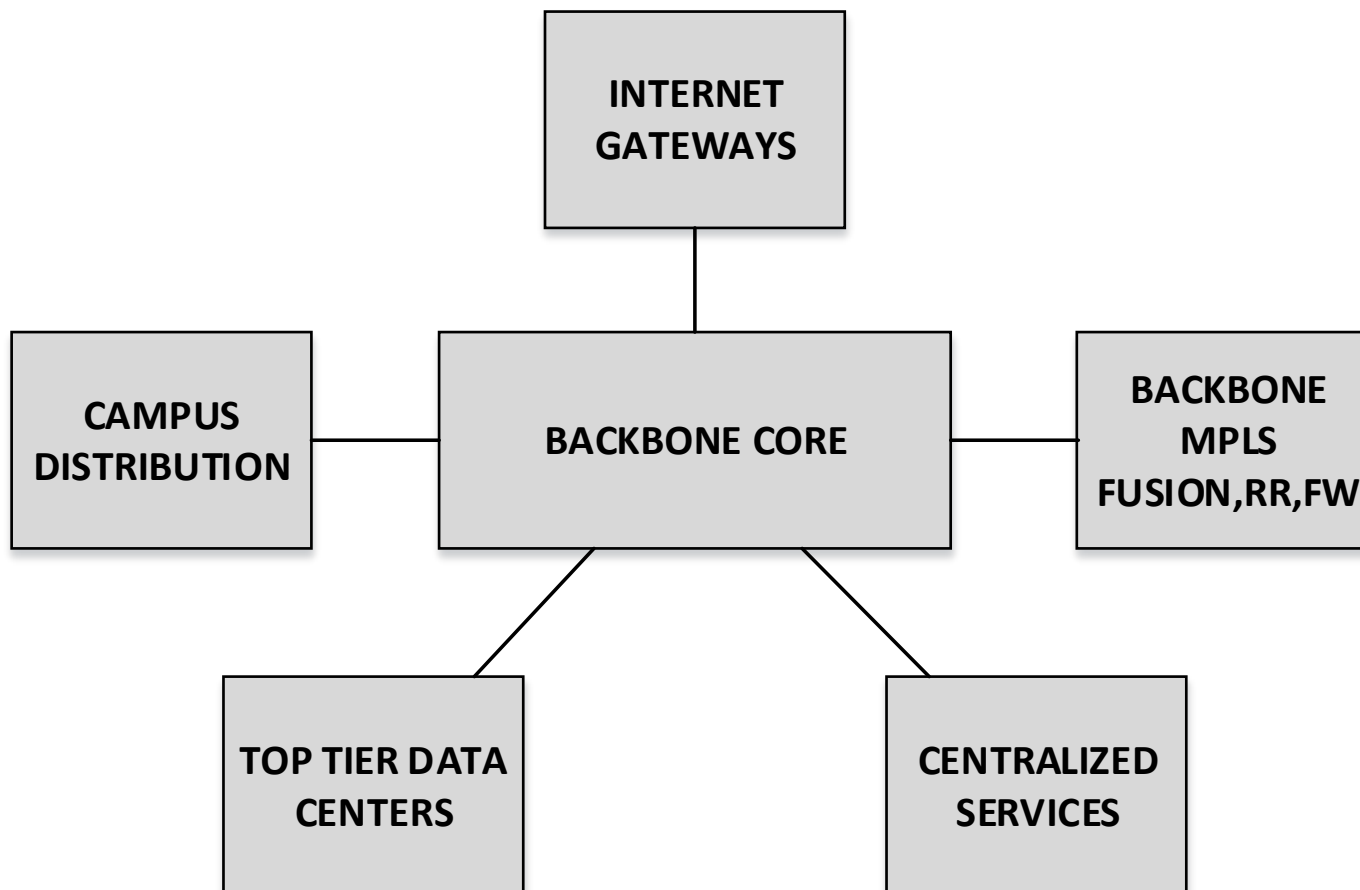 INTERNET
GATEWAYS
CAMPUS
DISTRIBUTION
BACKBONE CORE
BACKBONE
MPLS
FUSION,RR,FW
TOP TIER DATA
CENTERS
CENTRALIZED
SERVICES